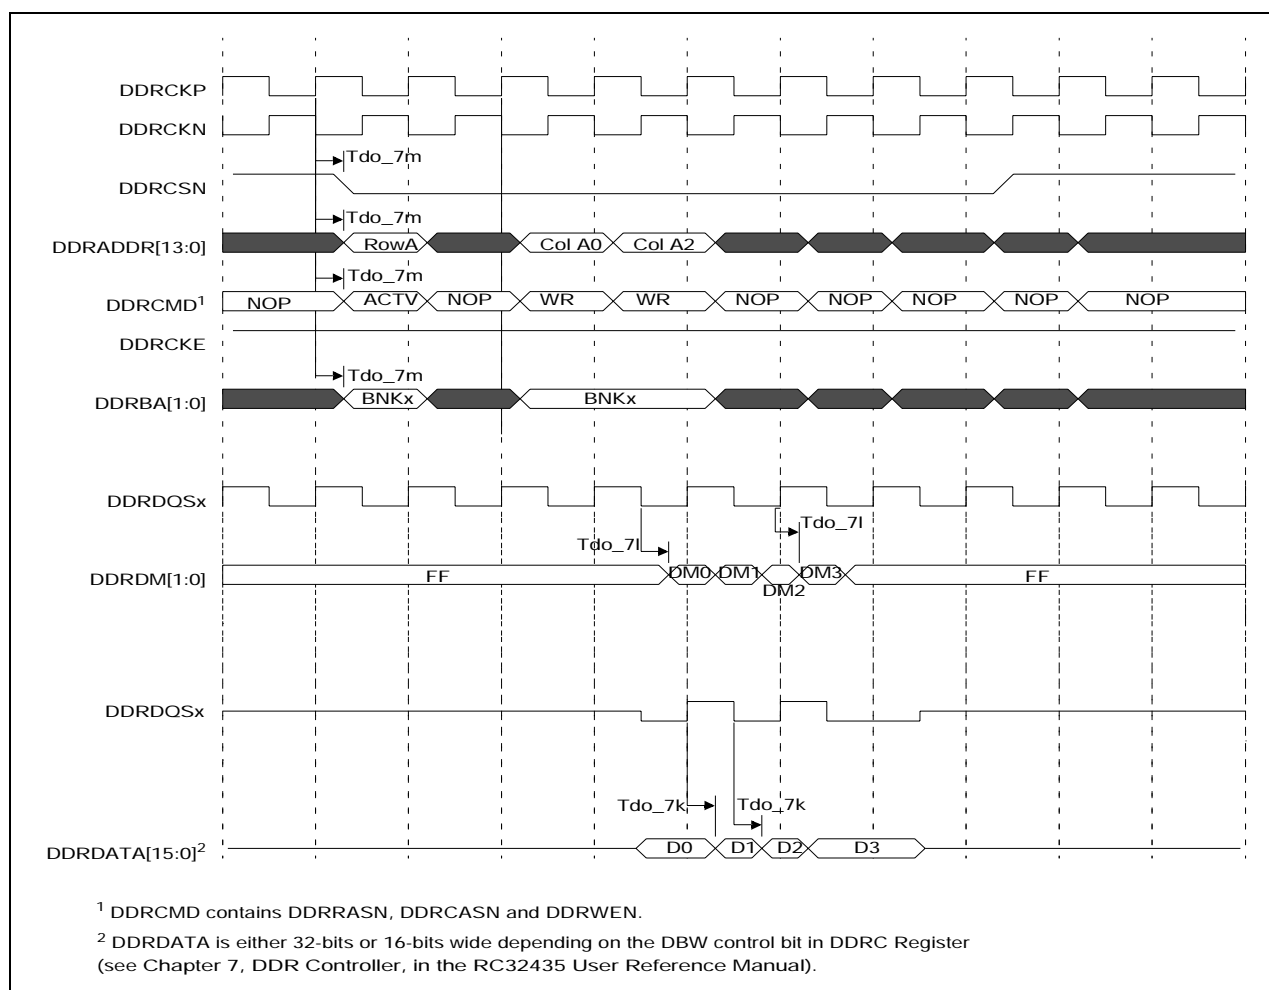 DDRCKP
DDRCKN
Tdo_7m
DDRCSN
Tdo_7m
DDRADDR[13:0] RowA Col A0 Col A2
Tdo_7m
DDRCMD1 NOP ACTV NOP WR WR NOP NOP NOP NOP NOP
DDRCKE
Tdo_7m
DDRBA[1:0] BNKx BNKx
DDRDQSx
Tdo_7l
Tdo_7l
DDRDM[1:0] FF DM0 DM1 DM2 DM3 FF
DDRDQSx
Tdo_7k Tdo_7k
DDRDATA[15:0]2 D0 D1 D2 D3
1 DDRCMD contains DDRRASN, DDRCASN and DDRWEN.
2 DDRDATA is either 32-bits or 16-bits wide depending on the DBW control bit in DDRC Register
(see Chapter 7, DDR Controller, in the RC32435 User Reference Manual).